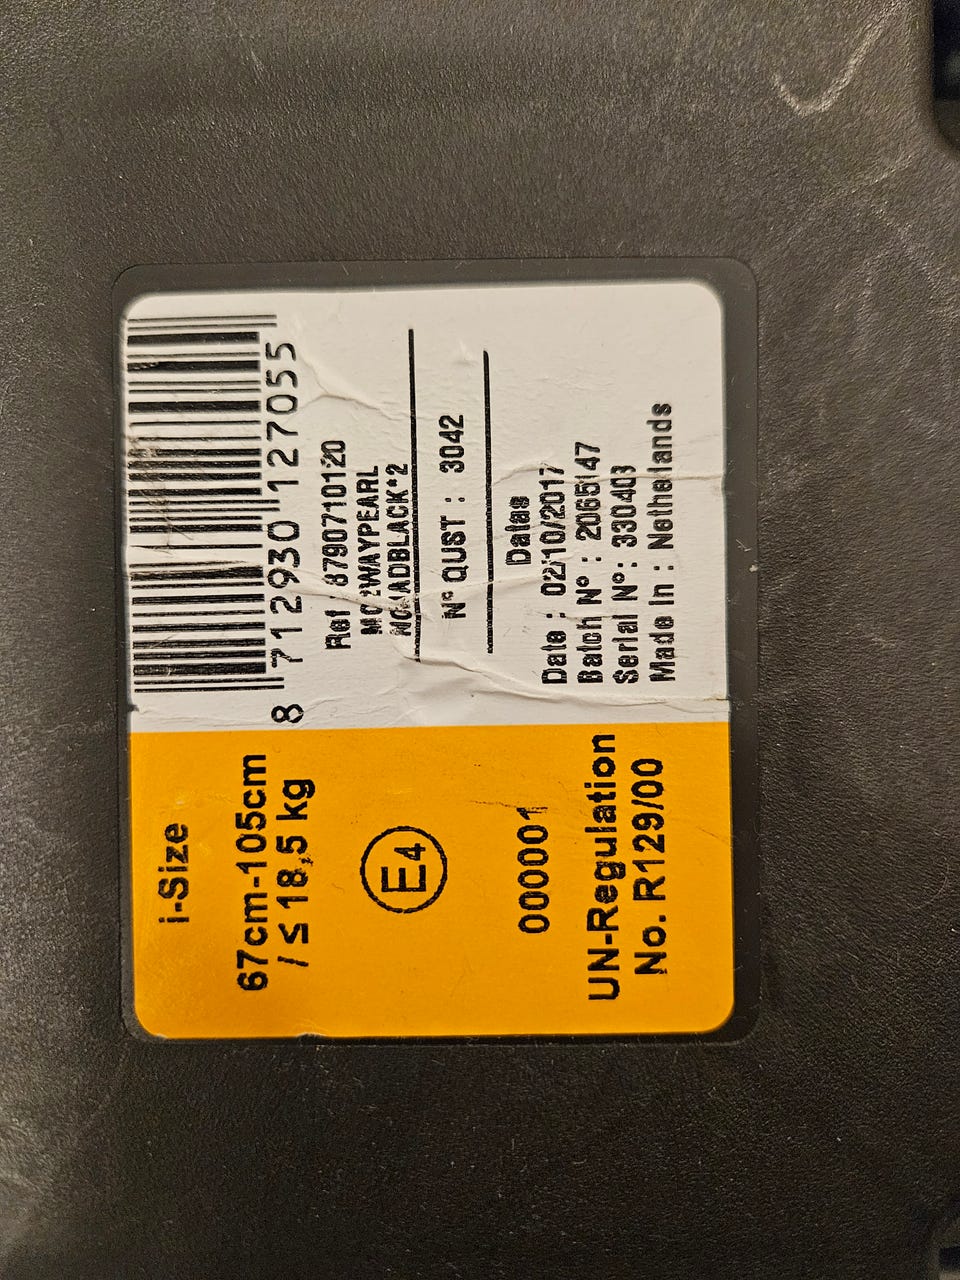 i-Size
67cm-105cm
/ ≤ 18,5 kg
E4
000001
UN-Regulation
No. R129/00
8 712930 127055
Ref : 8790710120
MO2WAYPEARL
NOMADBLACK*2
N° QUST : 3042
Datas
Date : 02/10/2017
Batch N° : 2065147
Serial N°: 330403
Made In : Netherlands